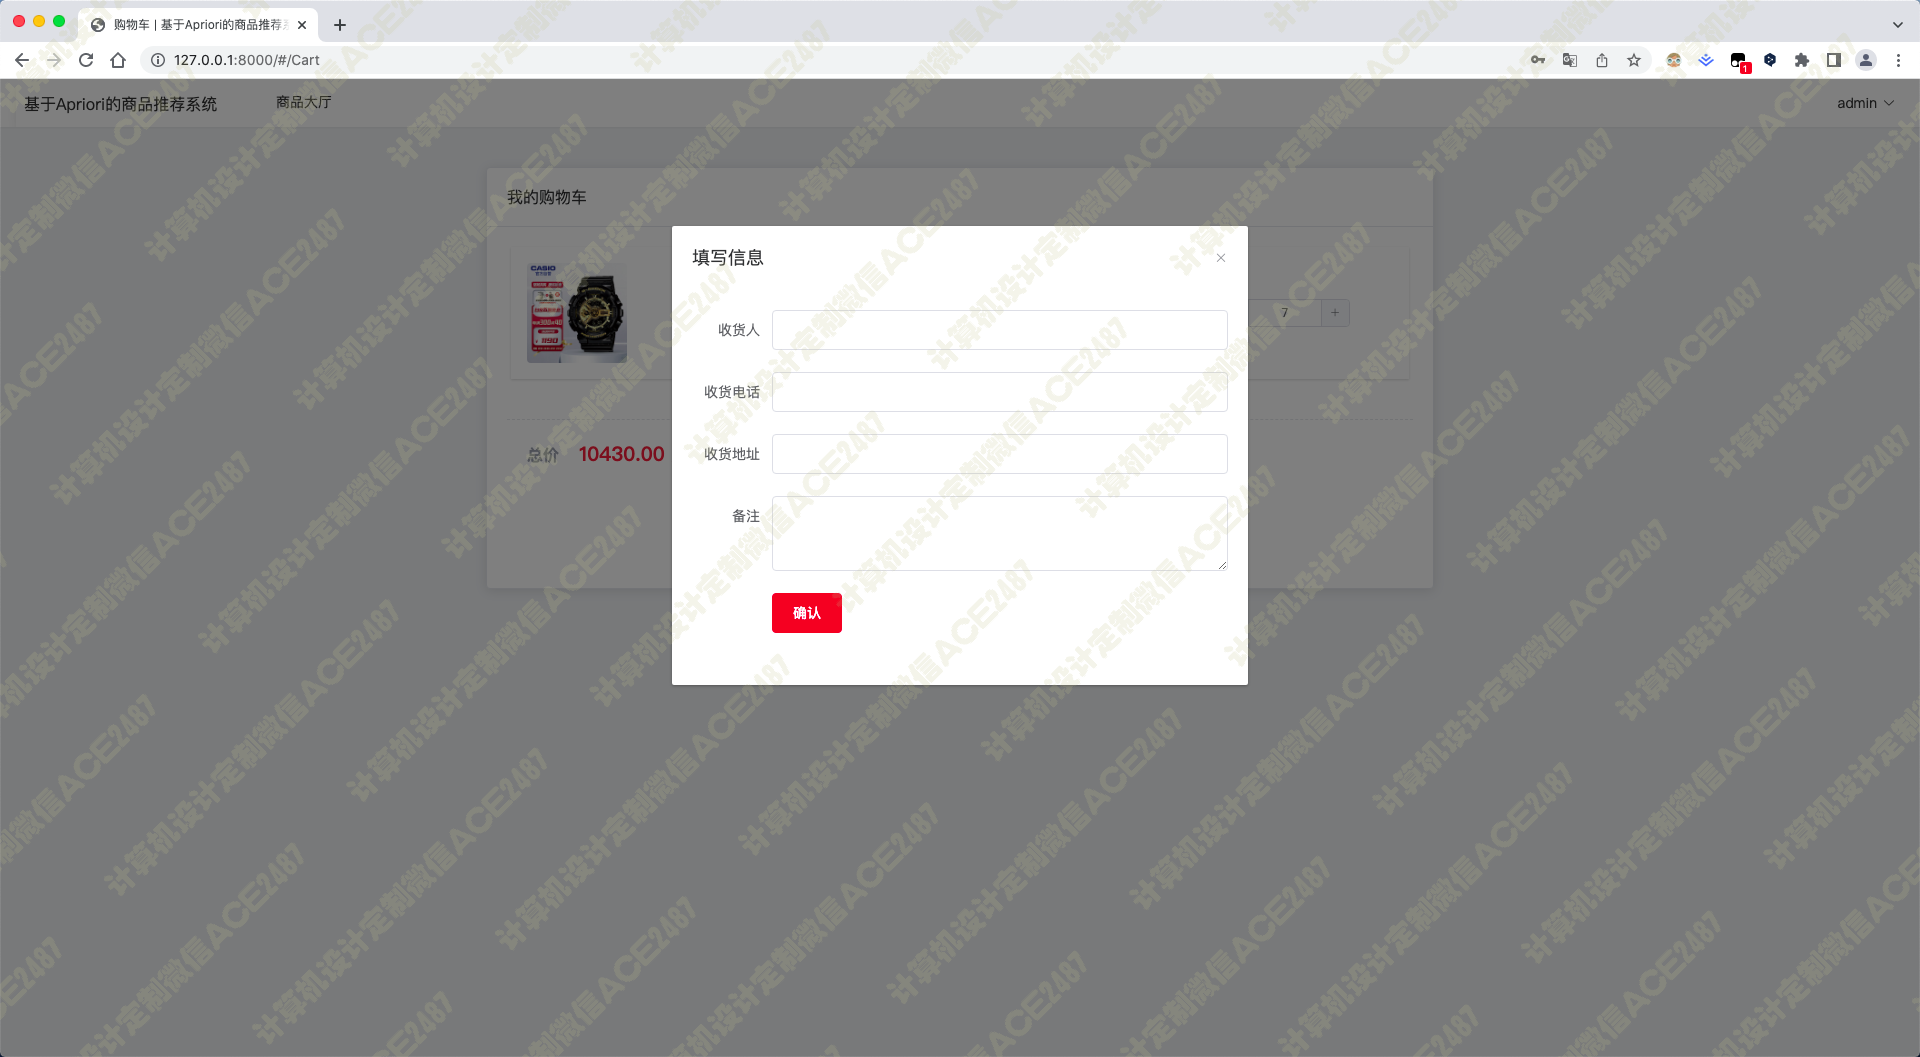 购物车 | 基于Apriori的商品推荐系
127.0.0.1:8000/#/Cart
1
基于Apriori的商品推荐系统
商品大厅
admin
我的购物车
填写信息
CASIO
7
+
收货人
收货电话
收货地址
总价 10430.00
备注
确认
计算机设计定制微信ACE2487